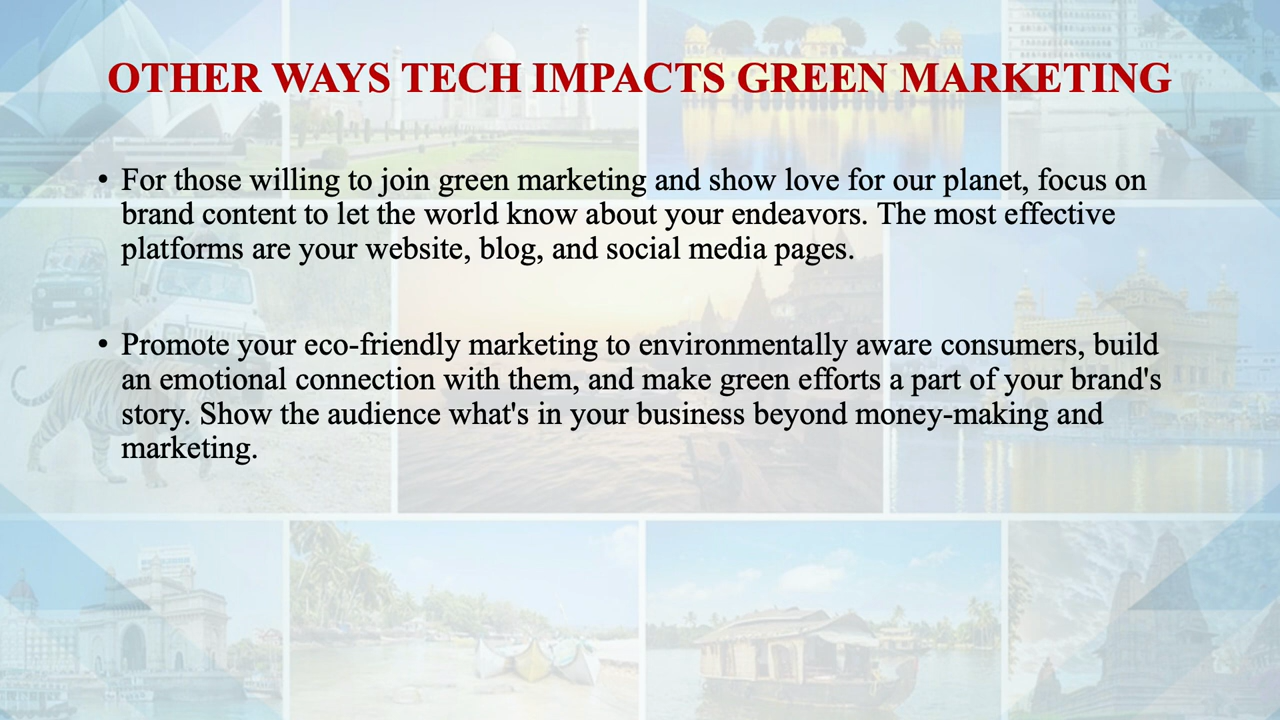 OTHER WAYS TECH IMPACTS GREEN MARKETING
• For those willing to join green marketing and show love for our planet, focus on
brand content to let the world know about your endeavors. The most effective
platforms are your website, blog, and social media pages.
• Promote your eco-friendly marketing to environmentally aware consumers, build
an emotional connection with them, and make green efforts a part of your brand's
story. Show the audience what's in your business beyond money-making and
marketing.